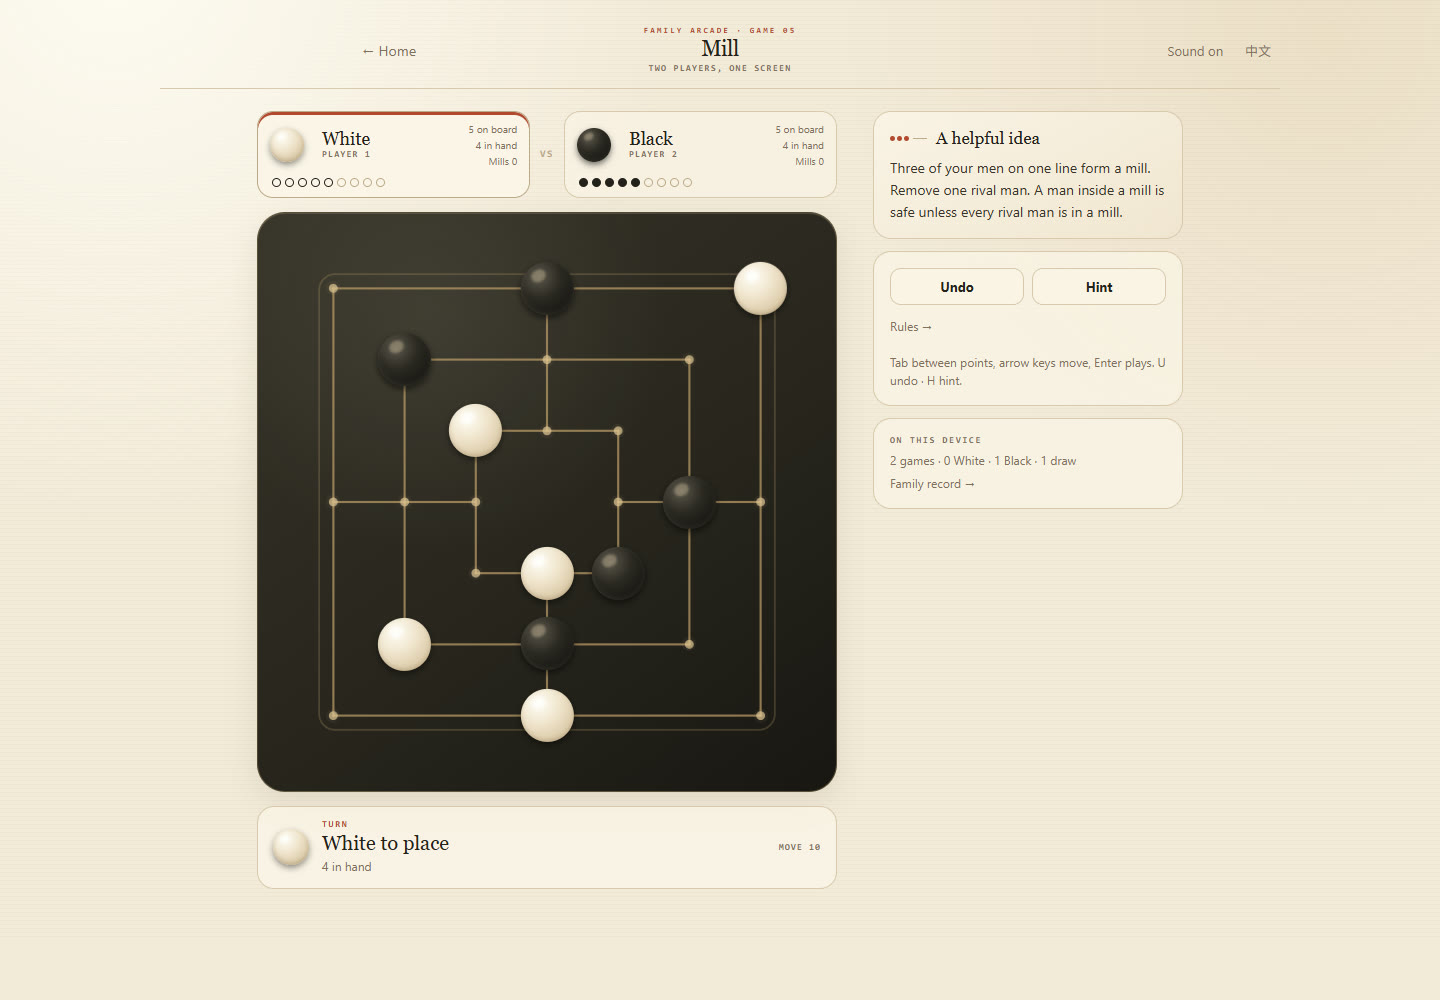 ← Home
FAMILY ARCADE · GAME 05
Mill
TWO PLAYERS, ONE SCREEN
Sound on
中文
White
PLAYER 1
5 on board
4 in hand
Mills 0
VS
Black
PLAYER 2
5 on board
4 in hand
Mills 0
A helpful idea
Three of your men on one line form a mill.
Remove one rival man. A man inside a mill is
safe unless every rival man is in a mill.
Undo
Hint
Rules →
Tab between points, arrow keys move, Enter plays. U
undo · H hint.
ON THIS DEVICE
2 games · 0 White · 1 Black · 1 draw
Family record →
TURN
White to place
4 in hand
MOVE 10